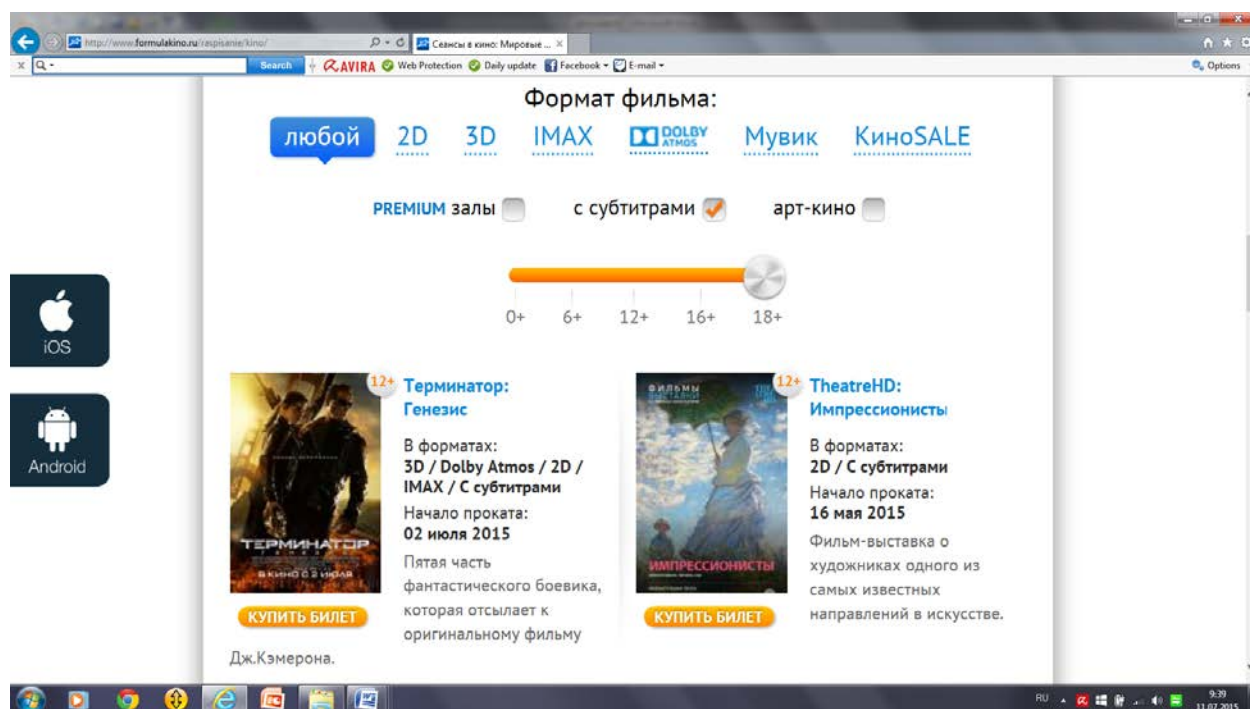 http://www.formulakino.ru/raspisanie/kino/
Сеансы в кино: Мировые ...
Search
AVIRA
Web Protection
Daily update
Facebook
E-mail
Options
Формат фильма:
любой
2D
3D
IMAX
DOLBY ATMOS
Мувик
КиноSALE
PREMIUM залы
с субтитрами
арт-кино
0+ 6+ 12+ 16+ 18+
iOS
Android
12+
Терминатор:
Генезис
В форматах:
3D / Dolby Atmos / 2D /
IMAX / С субтитрами
Начало проката:
02 июля 2015
Пятая часть
фантастического боевика,
которая отсылает к
оригинальному фильму
Дж.Кэмерона.
ТЕРМИНАТОР
В КИНО С 2 ИЮЛЯ
КУПИТЬ БИЛЕТ
12+
TheatreHD:
Импрессионисты
В форматах:
2D / С субтитрами
Начало проката:
16 мая 2015
Фильм-выставка о
художниках одного из
самых известных
направлений в искусстве.
ИМПРЕССИОНИСТЫ
КУПИТЬ БИЛЕТ
RU
9:39
11.07.2015